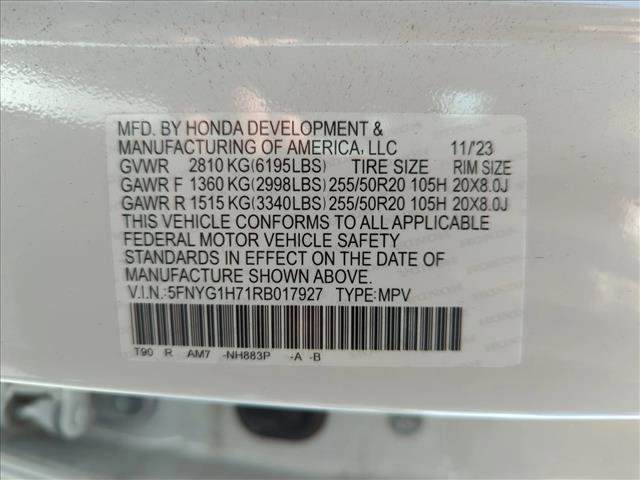 MFD. BY HONDA DEVELOPMENT &
MANUFACTURING OF AMERICA, LLC 11/'23
GVWR 2810 KG(6195LBS) TIRE SIZE RIM SIZE
GAWR F 1360 KG(2998LBS) 255/50R20 105H 20X8.0J
GAWR R 1515 KG(3340LBS) 255/50R20 105H 20X8.0J
THIS VEHICLE CONFORMS TO ALL APPLICABLE
FEDERAL MOTOR VEHICLE SAFETY
STANDARDS IN EFFECT ON THE DATE OF
MANUFACTURE SHOWN ABOVE.
V.I.N.:5FNYG1H71RB017927 TYPE:MPV
T90 R AM7 -NH883P -A -B